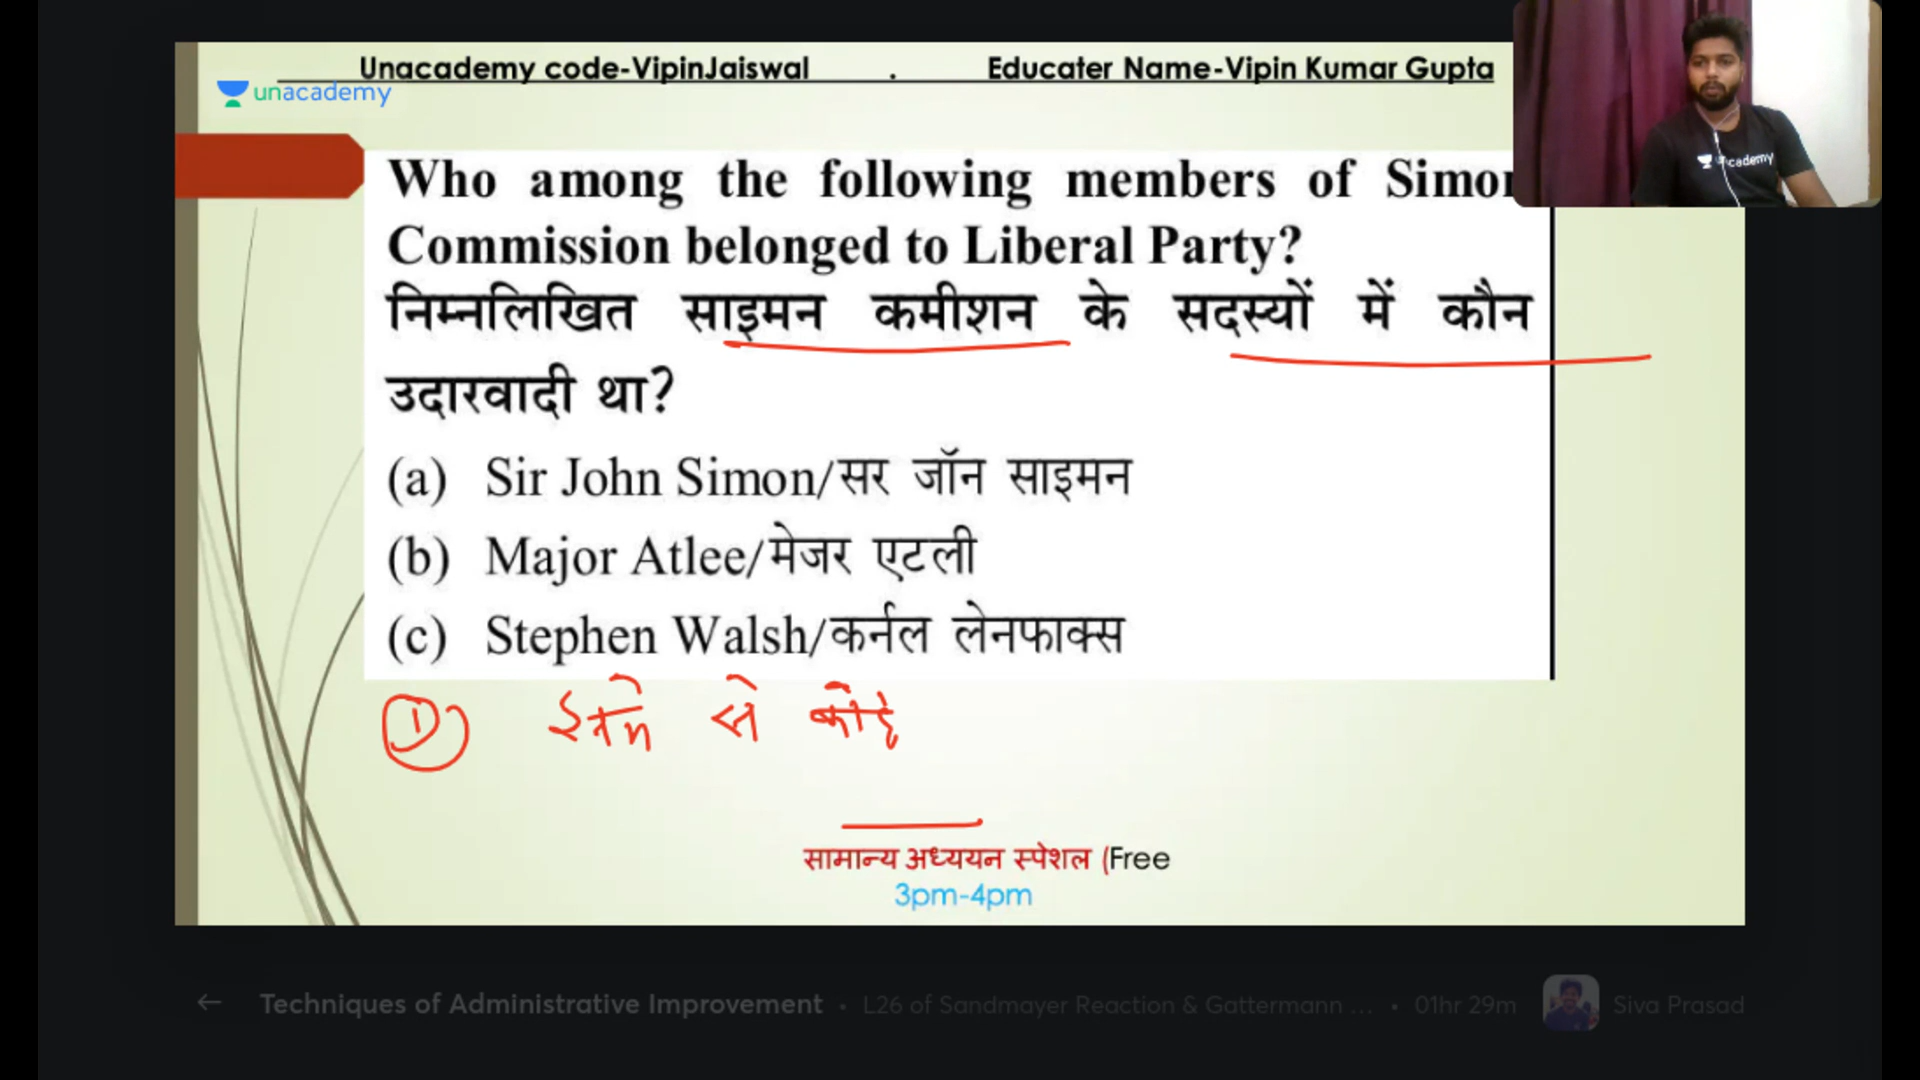 Unacademy code-VipinJaiswal . Educater Name-Vipin Kumar Gupta
unacademy
unacademy
Who among the following members of Simon
Commission belonged to Liberal Party?
निम्नलिखित साइमन कमीशन के सदस्यों में कौन
उदारवादी था?
(a) Sir John Simon/सर जॉन साइमन
(b) Major Atlee/मेजर एटली
(c) Stephen Walsh/कर्नल लेनफाक्स
से कोई
सामान्य अध्ययन स्पेशल (Free
3pm-4pm
← Techniques of Administrative Improvement • L26 of Sandmayer Reaction & Gattermann ... • 01hr 29m Siva Prasad